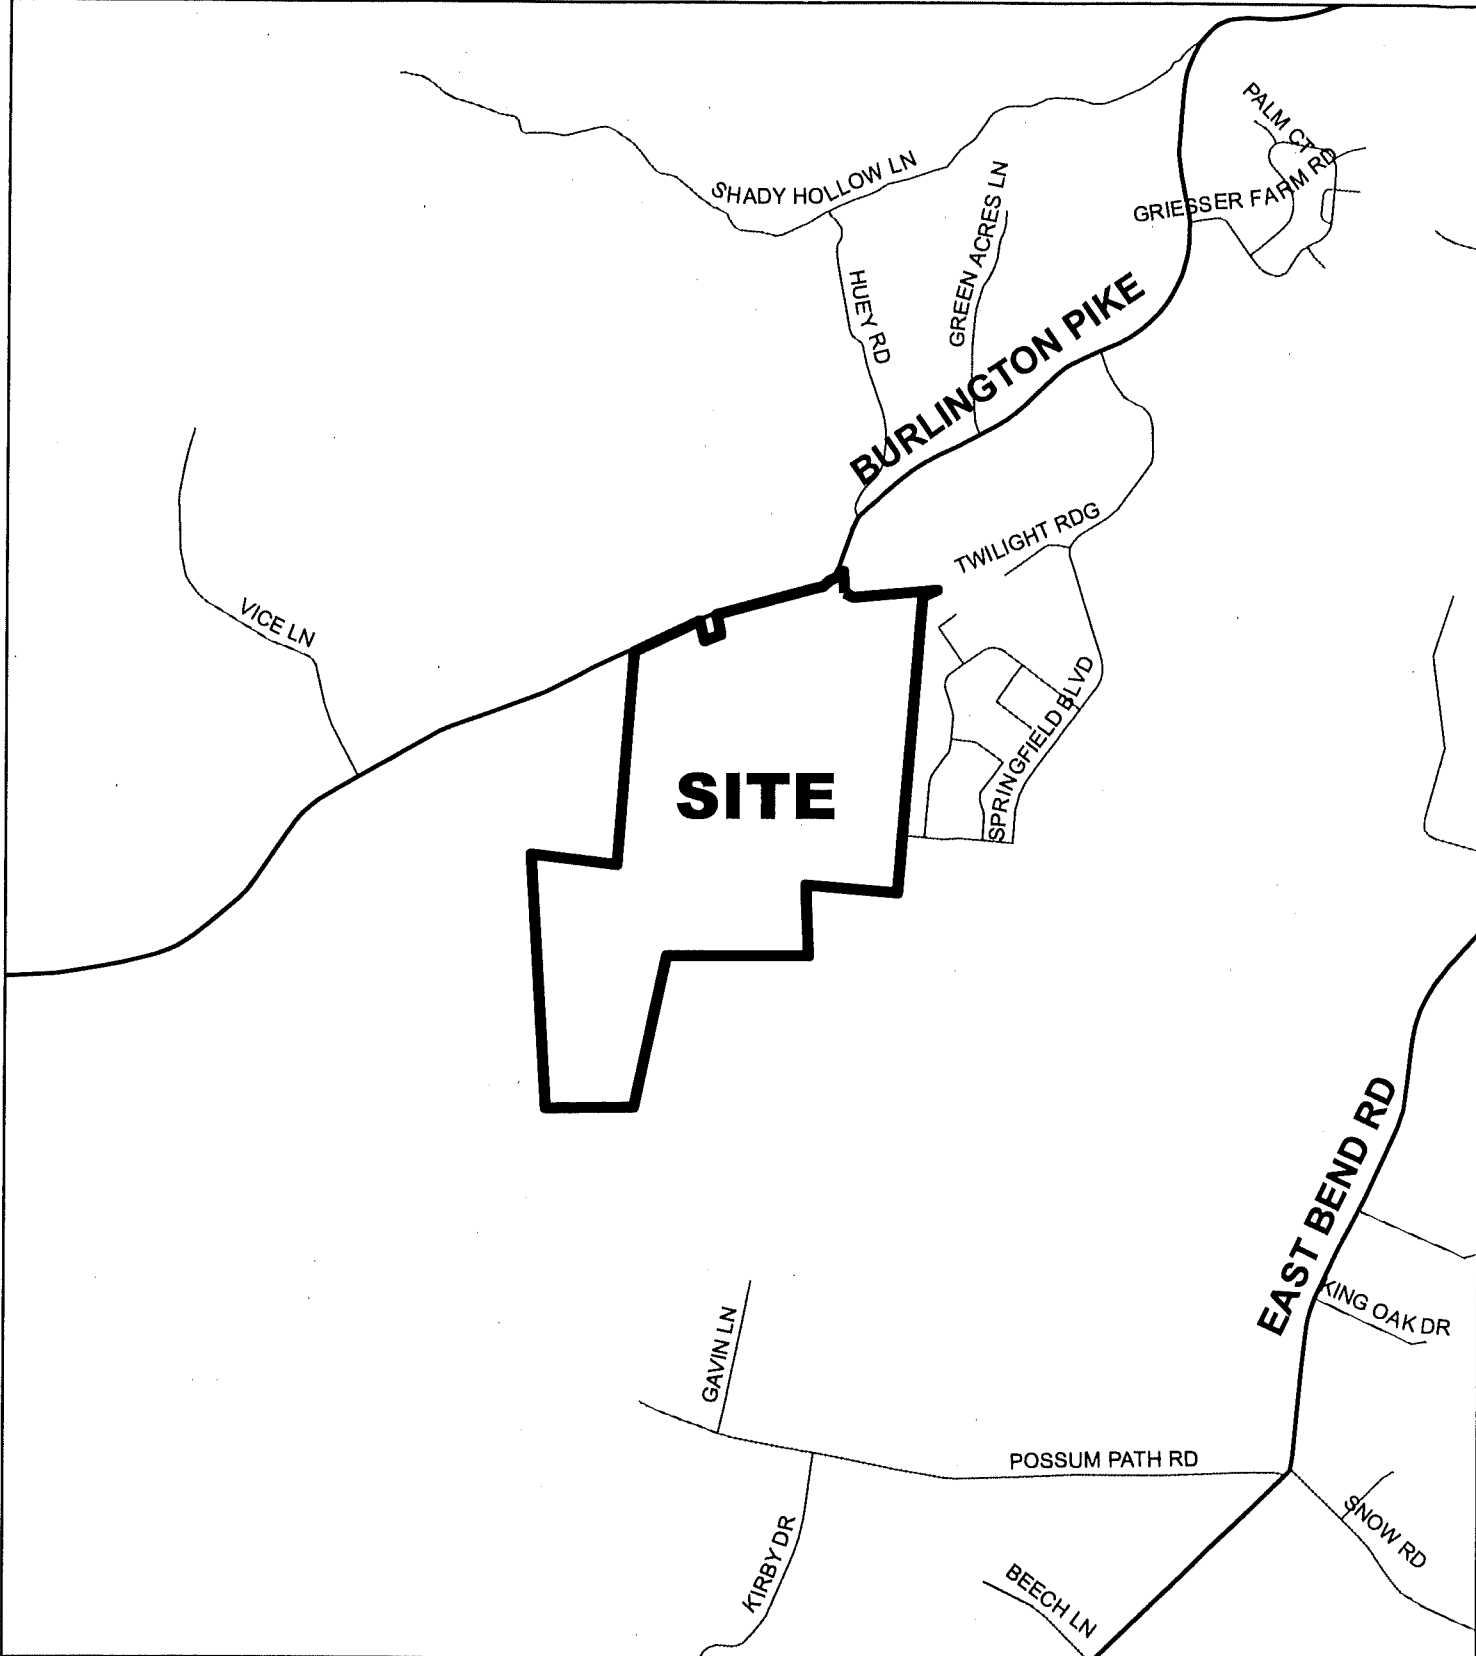 PALM CT
SHADY HOLLOW LN
GREEN ACRES LN
GRIESSER FARM RD
HUEY RD
BURLINGTON PIKE
TWILIGHT RDG
VICE LN
SPRINGFIELD BLVD
SITE
EAST BEND RD
KING OAK DR
GAVIN LN
POSSUM PATH RD
SNOW RD
KIRBY DR
BEECH LN